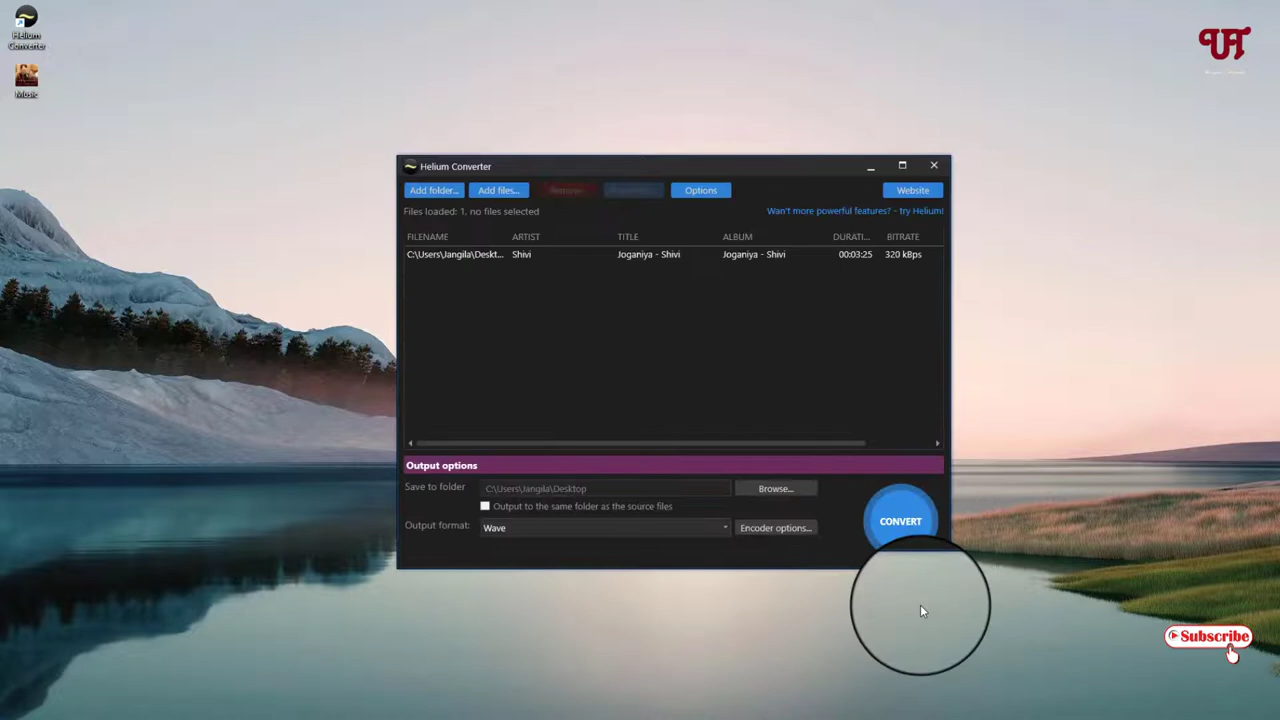 Helium
Converter
Music
UT
Helium Converter
Add folder... Add files... Options Website
Files loaded: 1, no files selected Wan't more powerful features? - try Helium!
FILENAME ARTIST TITLE ALBUM DURATI... BITRATE
C:\Users\Jangila\Deskt... Shivi Joganiya - Shivi Joganiya - Shivi 00:03:25 320 kBps
Output options
Save to folder C:\Users\Jangila\Desktop Browse...
Output to the same folder as the source files
Output format: Wave Encoder options...
CONVERT
Subscribe